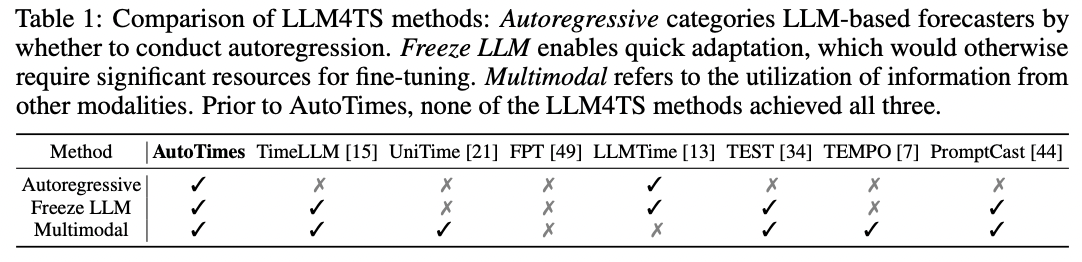 Table 1: Comparison of LLM4TS methods: Autoregressive categories LLM-based forecasters by
whether to conduct autoregression. Freeze LLM enables quick adaptation, which would otherwise
require significant resources for fine-tuning. Multimodal refers to the utilization of information from
other modalities. Prior to AutoTimes, none of the LLM4TS methods achieved all three.
Method AutoTimes TimeLLM [15] UniTime [21] FPT [49] LLMTime [13] TEST [34] TEMPO [7] PromptCast [44]
Autoregressive ✓ ✗ ✗ ✗ ✓ ✗ ✗ ✗
Freeze LLM ✓ ✓ ✗ ✗ ✓ ✓ ✗ ✓
Multimodal ✓ ✓ ✓ ✗ ✗ ✓ ✓ ✓